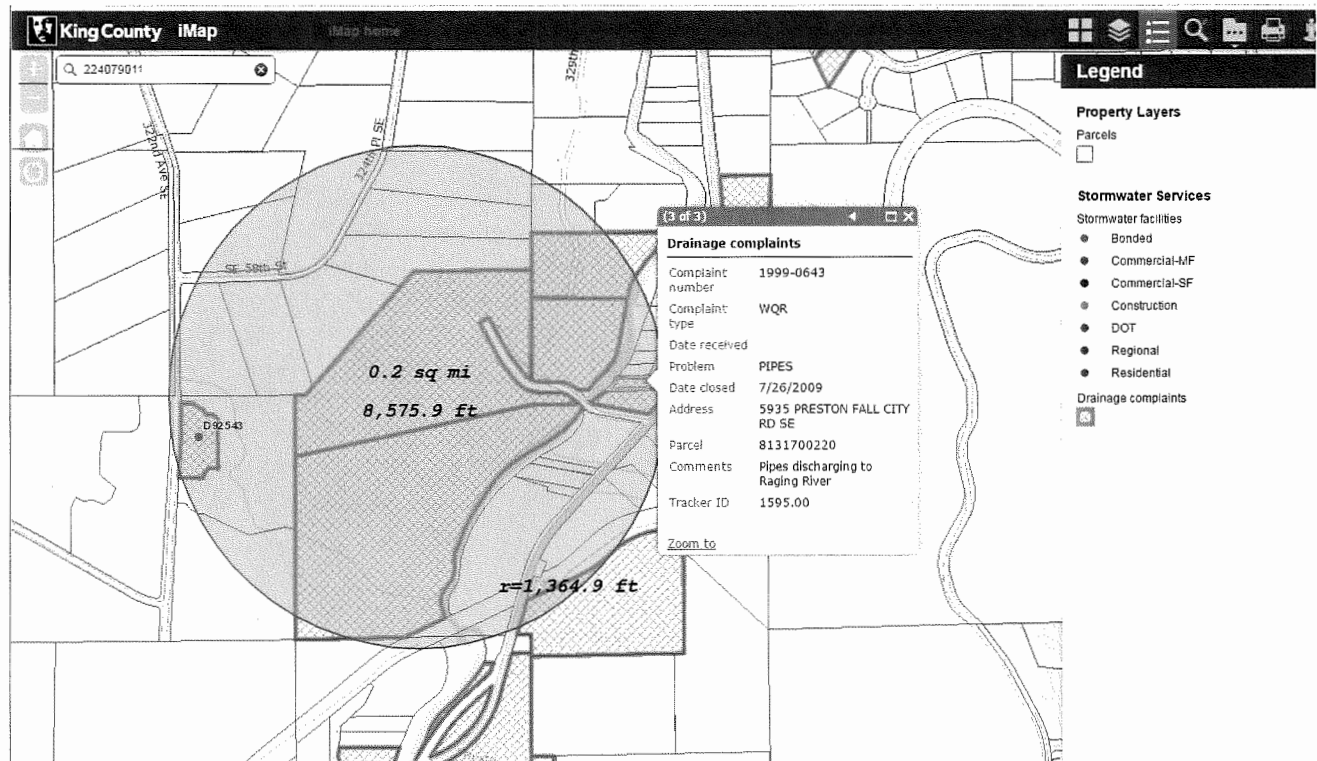 King County iMap
iMap home
224079011
Legend
Property Layers
Parcels
Stormwater Services
Stormwater facilities
Bonded
Commercial-MF
Commercial-SF
Construction
DOT
Regional
Residential
Drainage complaints
329th
322nd Ave SE
324th Pl SE
SE 58th St
D92543
0.2 sq mi
8,575.9 ft
r=1,364.9 ft
(3 of 3)
Drainage complaints
Complaint number 1999-0643
Complaint type WQR
Date received
Problem PIPES
Date closed 7/26/2009
Address 5935 PRESTON FALL CITY
RD SE
Parcel 8131700220
Comments Pipes discharging to
Raging River
Tracker ID 1595.00
Zoom to